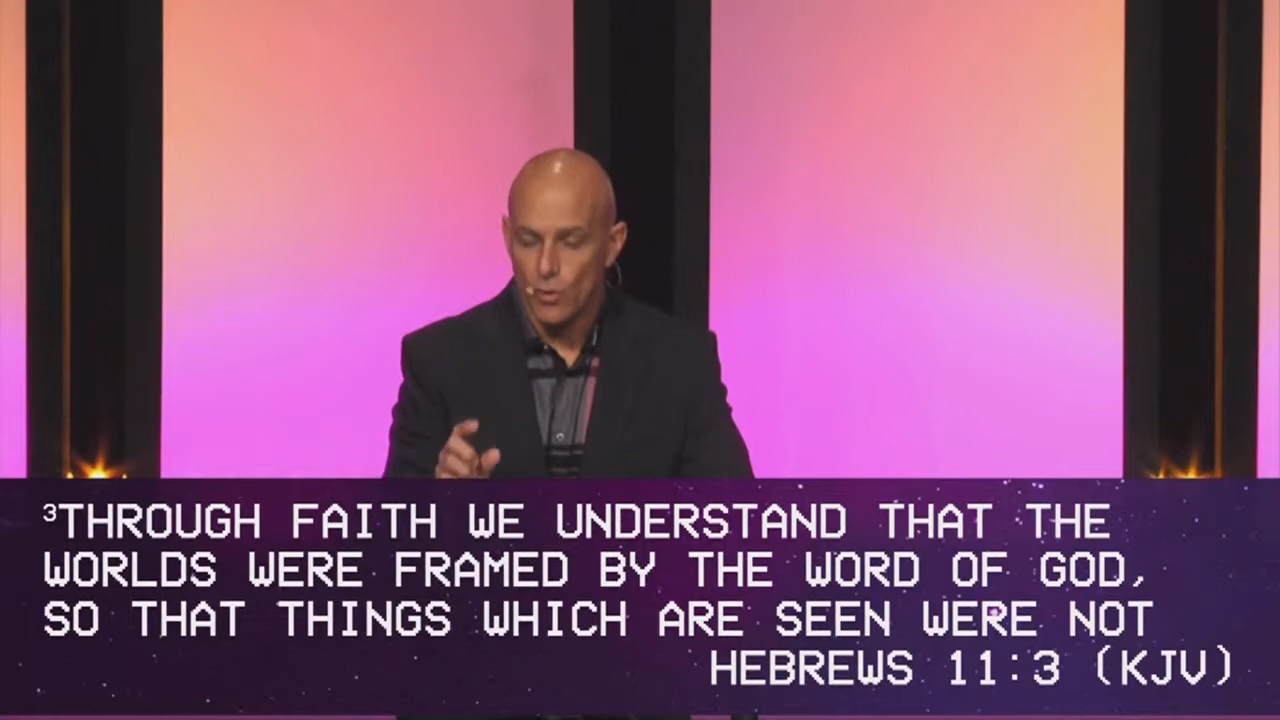 ³THROUGH FAITH WE UNDERSTAND THAT THE
WORLDS WERE FRAMED BY THE WORD OF GOD,
SO THAT THINGS WHICH ARE SEEN WERE NOT
HEBREWS 11:3 (KJV)